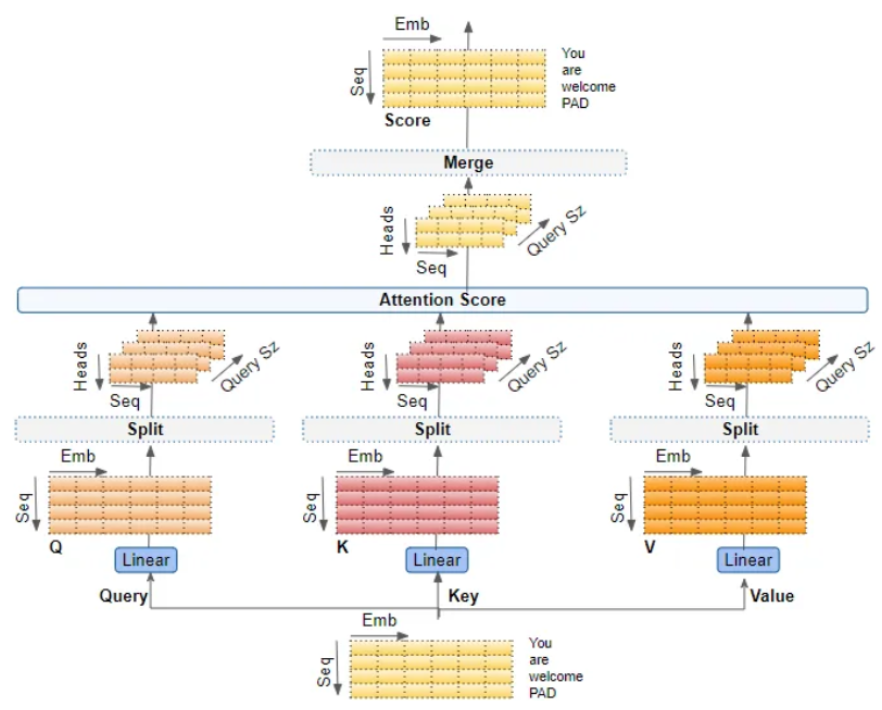 Emb
Seq
You
are
welcome
PAD
Score
Merge
Heads
Query Sz
Seq
Attention Score
Heads
Query Sz
Seq
Heads
Query Sz
Seq
Heads
Query Sz
Seq
Split
Split
Split
Emb
Seq
Q
Emb
Seq
K
Emb
Seq
V
Linear
Linear
Linear
Query
Key
Value
Emb
Seq
You
are
welcome
PAD